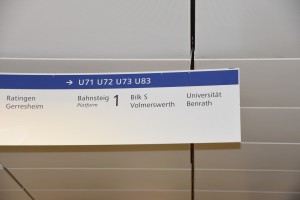 → U71 U72 U73 U83
Ratingen Bahnsteig 1 Bilk S Universität
Gerresheim Platform Volmerswerth Benrath